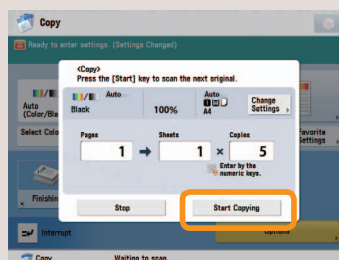 Copy
Ready to enter settings. (Settings Changed)
<Copy>
Press the [Start] key to scan the next original.
Auto
Black
100%
Auto
A4
Change
Settings
Pages
Sheets
Copies
1
1 ×
5
Enter by the
numeric keys.
Stop
Start Copying
Auto
(Color/Bla
Select Colo
Favorite
Settings
Finishin
Interrupt
Options
Copy
Waiting to scan